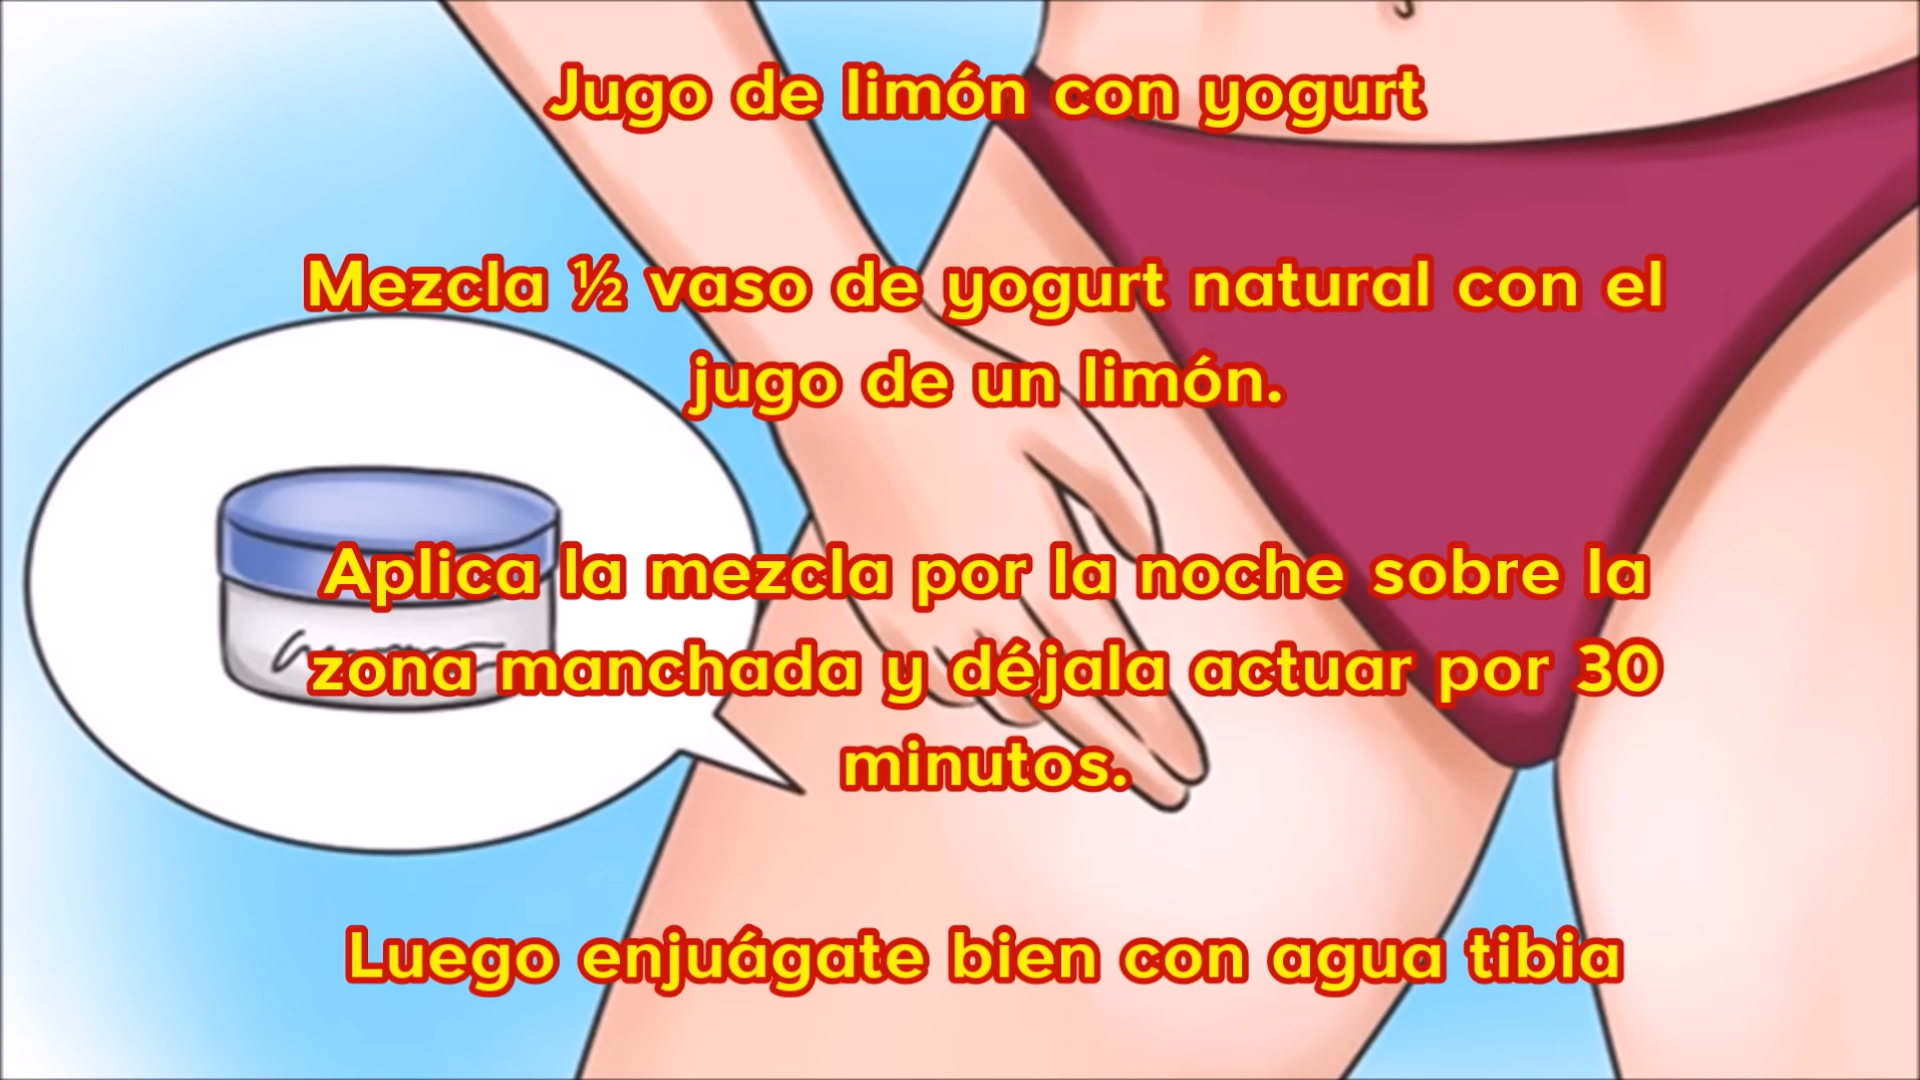 Jugo de limón con yogurt
Mezcla ½ vaso de yogurt natural con el
jugo de un limón.
Aplica la mezcla por la noche sobre la
zona manchada y déjala actuar por 30
minutos.
Luego enjuágate bien con agua tibia